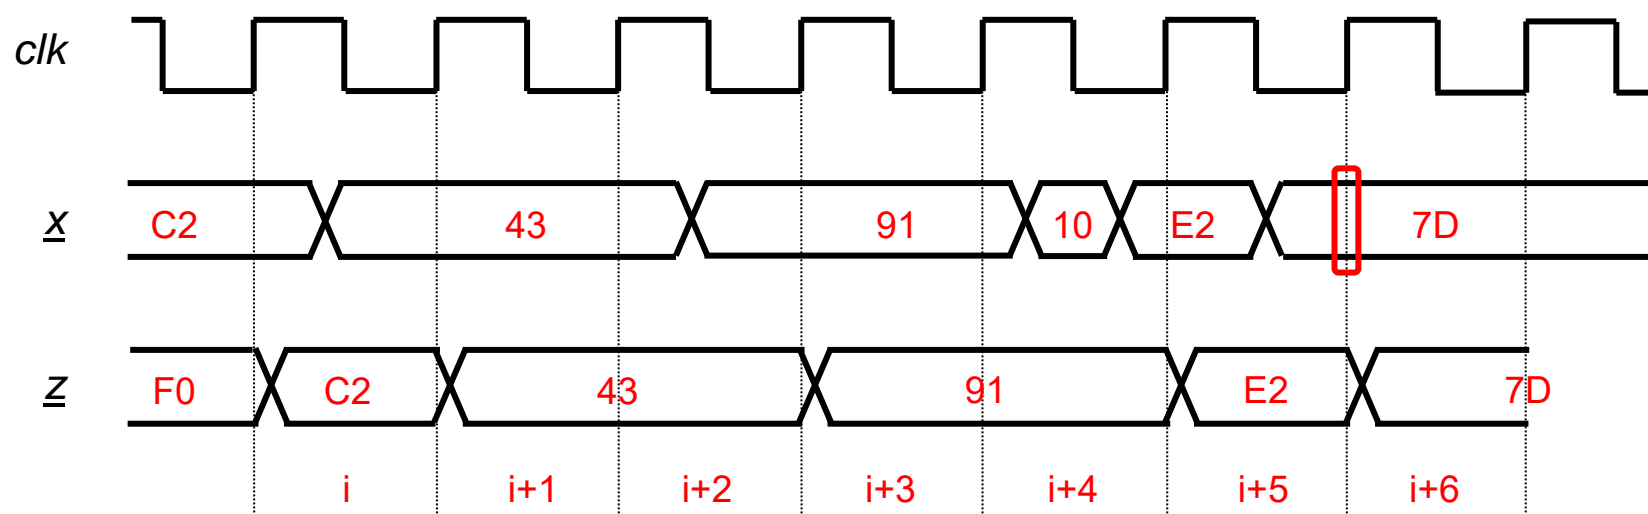 clk
x C2 43 91 10 E2 7D
z F0 C2 43 91 E2 7D
i i+1 i+2 i+3 i+4 i+5 i+6